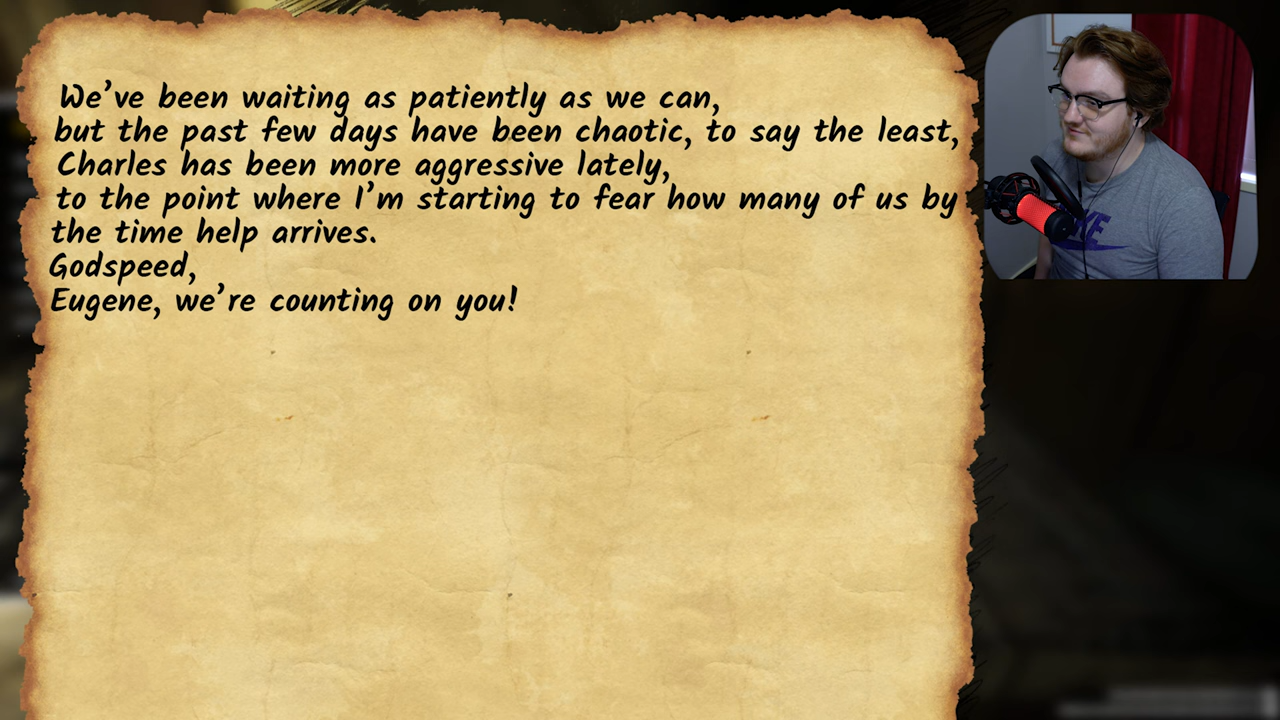 We've been waiting as patiently as we can,
but the past few days have been chaotic, to say the least,
Charles has been more aggressive lately,
to the point where I'm starting to fear how many of us by
the time help arrives.
Godspeed,
Eugene, we're counting on you!